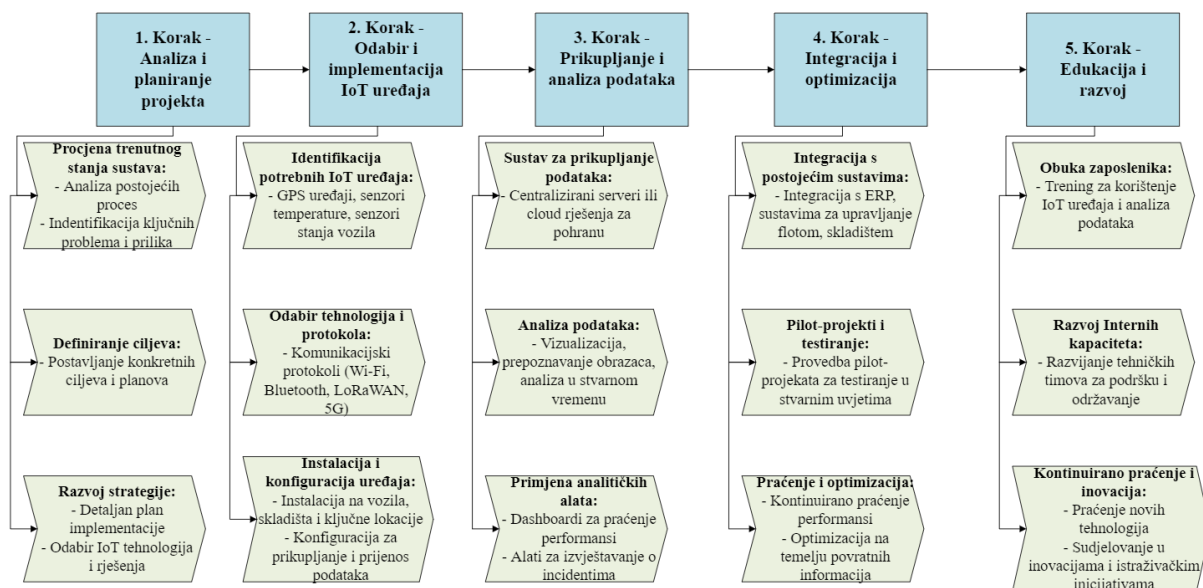 1. Korak -
Analiza i
planiranje
projekta
2. Korak -
Odabir i
implementacija
IoT uređaja
3. Korak -
Prikupljanje i
analiza podataka
4. Korak -
Integracija i
optimizacija
5. Korak -
Edukacija i
razvoj
Procjena trenutnog
stanja sustava:
- Analiza postojećih
proces
- Indentifikacija ključnih
problema i prilika
Definiranje ciljeva:
- Postavljanje konkretnih
ciljeva i planova
Razvoj strategije:
- Detaljan plan
implementacije
- Odabir IoT tehnologija
i rješenja
Identifikacija
potrebnih IoT uređaja:
- GPS uređaji, senzori
temperature, senzori
stanja vozila
Odabir tehnologija i
protokola:
- Komunikacijski
protokoli (Wi-Fi,
Bluetooth, LoRaWAN,
5G)
Instalacija i
konfiguracija uređaja:
- Instalacija na vozila,
skladišta i ključne lokacije
- Konfiguracija za
prikupljanje i prijenos
podataka
Sustav za prikupljanje
podataka:
- Centralizirani serveri ili
cloud rješenja za
pohranu
Analiza podataka:
- Vizualizacija,
prepoznavanje obrazaca,
analiza u stvarnom
vremenu
Primjena analitičkih
alata:
- Dashboardi za praćenje
performansi
- Alati za izvještavanje o
incidentima
Integracija s
postojećim sustavima:
- Integracija s ERP,
sustavima za upravljanje
flotom, skladištem
Pilot-projekti i
testiranje:
- Provedba pilot-
projekata za testiranje u
stvarnim uvjetima
Praćenje i optimizacija:
- Kontinuirano praćenje
performansi
- Optimizacija na
temelju povratnih
informacija
Obuka zaposlenika:
- Trening za korištenje
IoT uređaja i analiza
podataka
Razvoj Internih
kapaciteta:
- Razvijanje tehničkih
timova za podršku i
održavanje
Kontinuirano praćenje i
inovacija:
- Praćenje novih
tehnologija
- Sudjelovanje u
inovacijama i istraživačkim
inicijativama